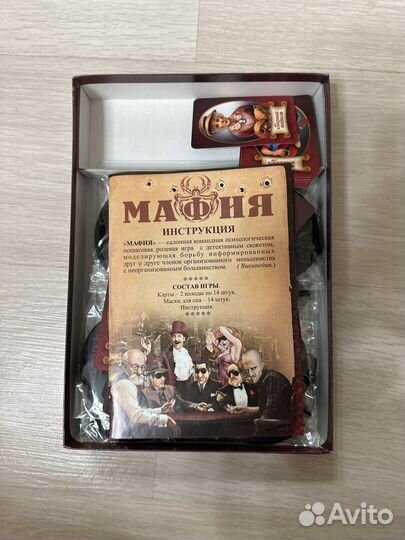 МАФИЯ
ИНСТРУКЦИЯ
«МАФИЯ» — салонная командная психологическая
пошаговая ролевая игра с детективным сюжетом,
моделирующая борьбу информированных
друг о друге членов организованного меньшинства
с неорганизованным большинством. ( Википедия.)
*****
СОСТАВ ИГРЫ.
Карты – 2 колоды по 14 штук.
Маски для сна – 14 штук.
Инструкция.
*****
Avito